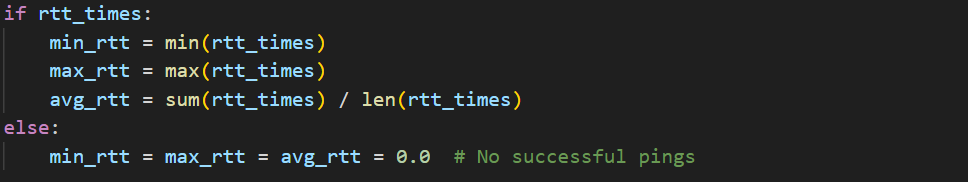 if rtt_times:
    min_rtt = min(rtt_times)
    max_rtt = max(rtt_times)
    avg_rtt = sum(rtt_times) / len(rtt_times)
else:
    min_rtt = max_rtt = avg_rtt = 0.0  # No successful pings